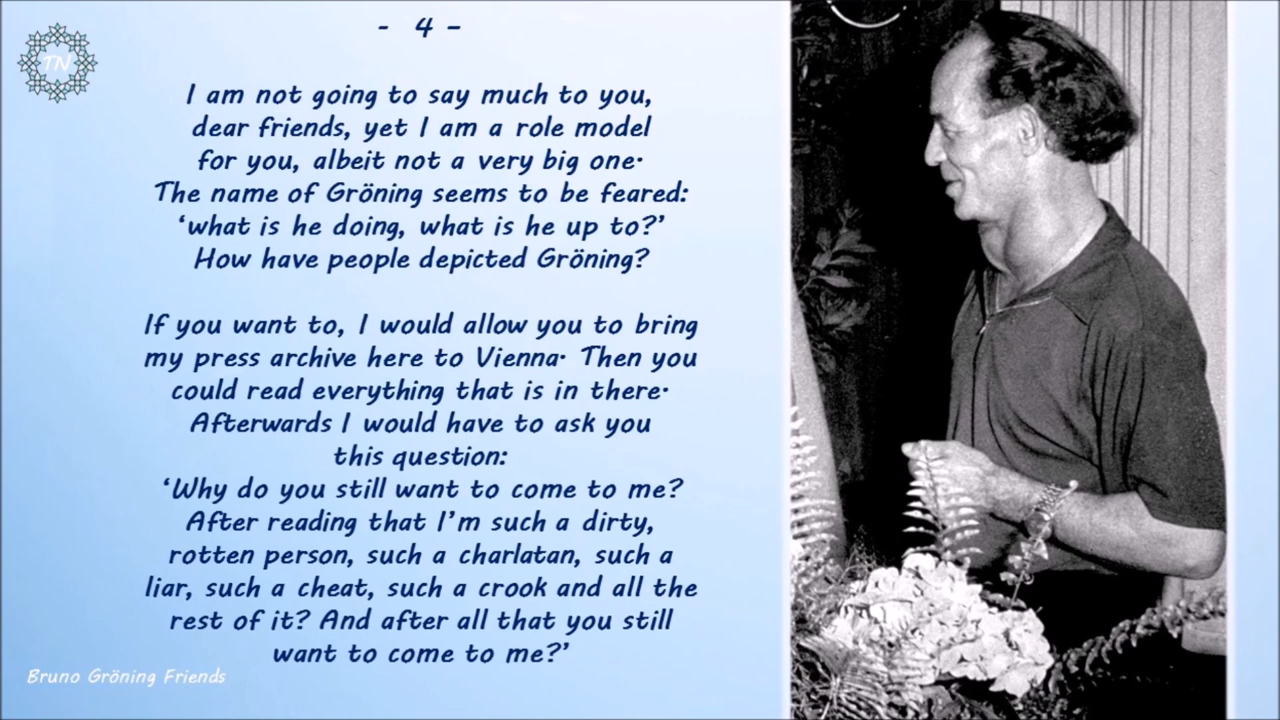 - 4 -
TN
I am not going to say much to you,
dear friends, yet I am a role model
for you, albeit not a very big one·
The name of Gröning seems to be feared:
‘what is he doing, what is he up to?’
How have people depicted Gröning?
If you want to, I would allow you to bring
my press archive here to Vienna· Then you
could read everything that is in there·
Afterwards I would have to ask you
this question:
‘Why do you still want to come to me?
After reading that I’m such a dirty,
rotten person, such a charlatan, such a
liar, such a cheat, such a crook and all the
rest of it? And after all that you still
want to come to me?’
Bruno Gröning Friends